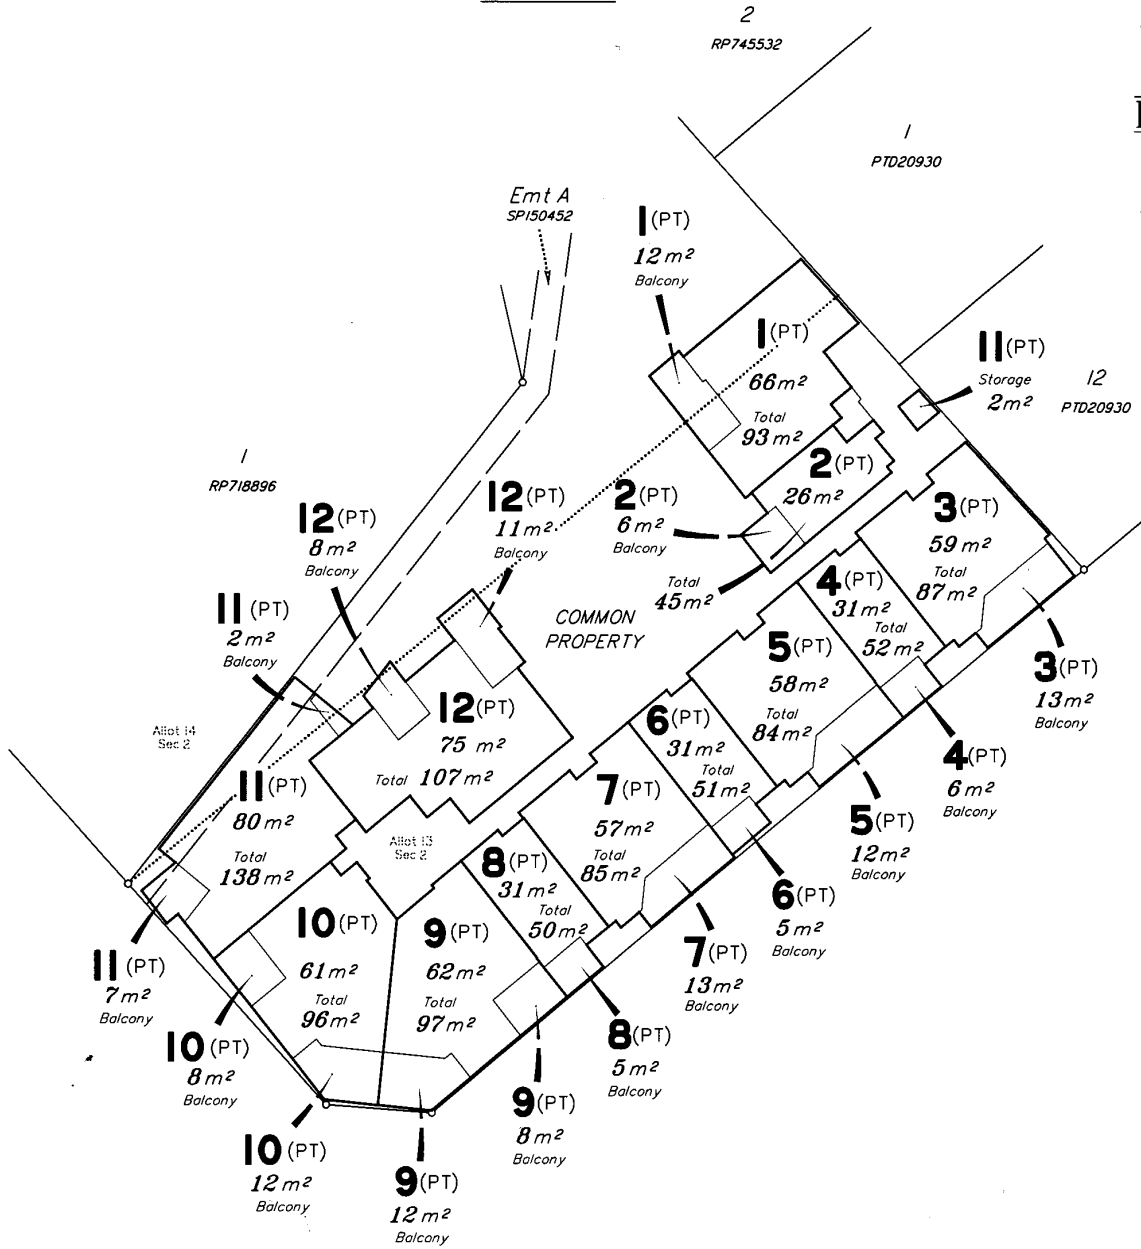 2
RP745532
1
PTD20930
Emt A
SP150452
1 (PT)
12 m²
Balcony
1 (PT)
66 m²
Total
93 m²
11 (PT)
Storage
2 m²
12
PTD20930
1
RP718896
12 (PT)
8 m²
Balcony
12 (PT)
11 m²
Balcony
2 (PT)
6 m²
Balcony
2 (PT)
26 m²
Total
45 m²
3 (PT)
59 m²
Total
87 m²
4 (PT)
31 m²
Total
52 m²
COMMON
PROPERTY
11 (PT)
2 m²
Balcony
5 (PT)
58 m²
Total
84 m²
3 (PT)
13 m²
Balcony
Allot 14
Sec 2
12 (PT)
75 m²
Total 107 m²
6 (PT)
31 m²
Total
51 m²
4 (PT)
6 m²
Balcony
11 (PT)
80 m²
Total
138 m²
Allot 13
Sec 2
7 (PT)
57 m²
Total
85 m²
5 (PT)
12 m²
Balcony
8 (PT)
31 m²
Total
50 m²
6 (PT)
5 m²
Balcony
10 (PT)
61 m²
Total
96 m²
9 (PT)
62 m²
Total
97 m²
11 (PT)
7 m²
Balcony
7 (PT)
13 m²
Balcony
10 (PT)
8 m²
Balcony
8 (PT)
5 m²
Balcony
9 (PT)
8 m²
Balcony
10 (PT)
12 m²
Balcony
9 (PT)
12 m²
Balcony